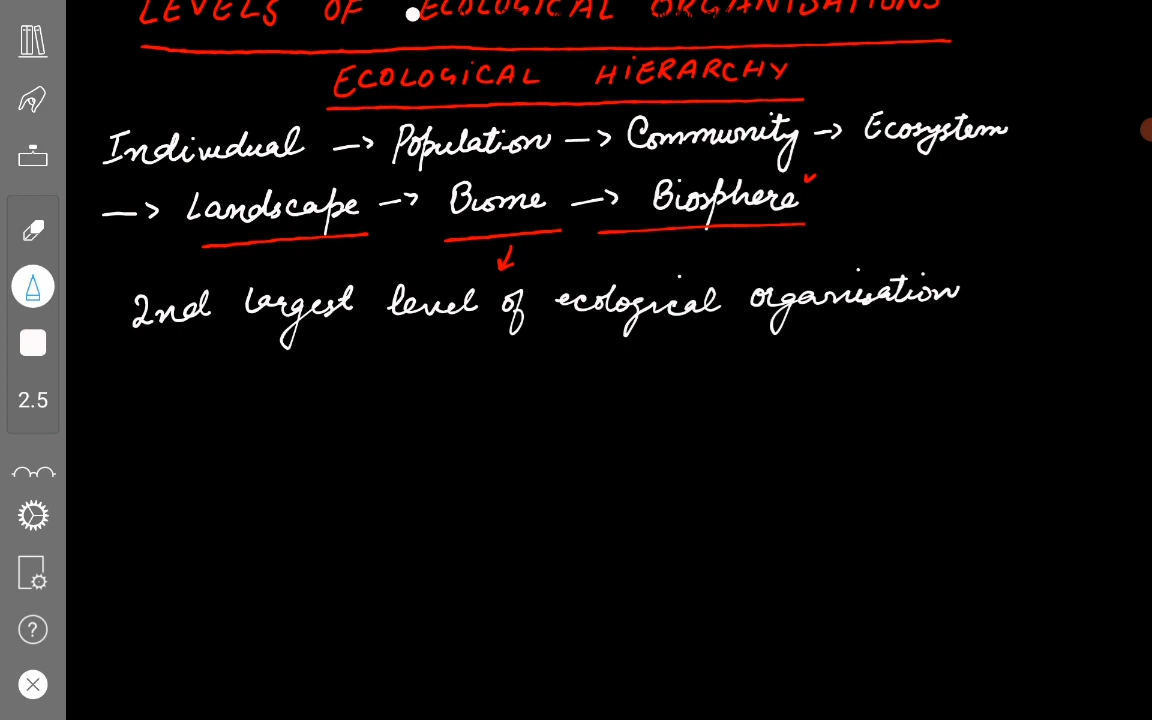 LEVELS OF ECOLOGICAL ORGANISATIONS
ECOLOGICAL HIERARCHY
Individual -> Population -> Community -> Ecosystem
-> Landscape -> Biome -> Biosphere
2nd largest level of ecological organisation
2.5
?